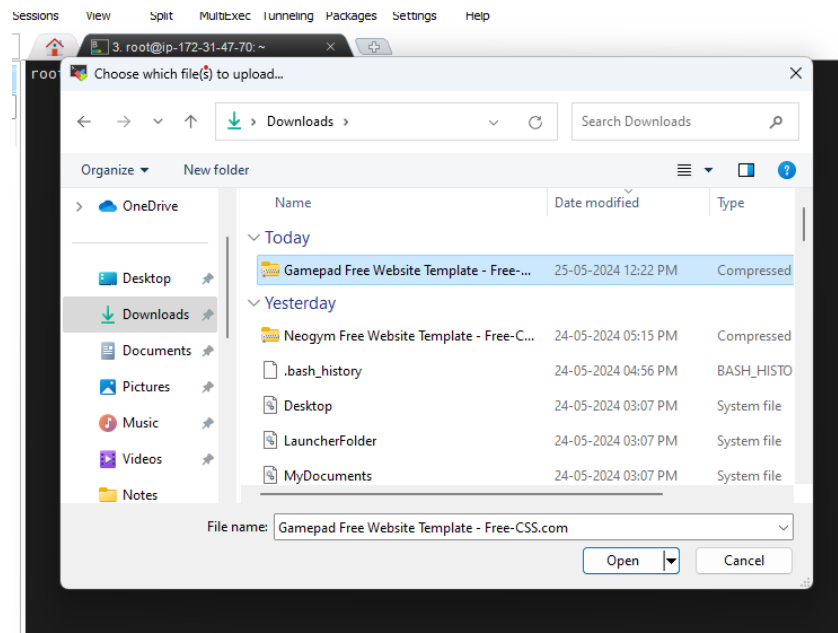 Sessions View Split MultiExec Tunneling Packages Settings Help
3. root@ip-172-31-47-70:~
roo
Choose which file(s) to upload...
Downloads
Search Downloads
Organize New folder
OneDrive
Desktop
Downloads
Documents
Pictures
Music
Videos
Notes
Name Date modified Type
Today
Gamepad Free Website Template - Free-... 25-05-2024 12:22 PM Compressed
Yesterday
Neogym Free Website Template - Free-C... 24-05-2024 05:15 PM Compressed
.bash_history 24-05-2024 04:56 PM BASH_HISTO
Desktop 24-05-2024 03:07 PM System file
LauncherFolder 24-05-2024 03:07 PM System file
MyDocuments 24-05-2024 03:07 PM System file
File name: Gamepad Free Website Template - Free-CSS.com
Open Cancel